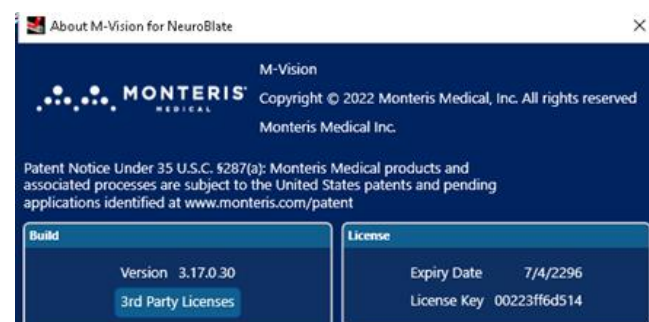 About M-Vision for NeuroBlate
M-Vision
MONTERIS
MEDICAL
Copyright © 2022 Monteris Medical, Inc. All rights reserved
Monteris Medical Inc.
Patent Notice Under 35 U.S.C. §287(a): Monteris Medical products and
associated processes are subject to the United States patents and pending
applications identified at www.monteris.com/patent
Build
Version 3.17.0.30
3rd Party Licenses
License
Expiry Date 7/4/2296
License Key 00223ff6d514